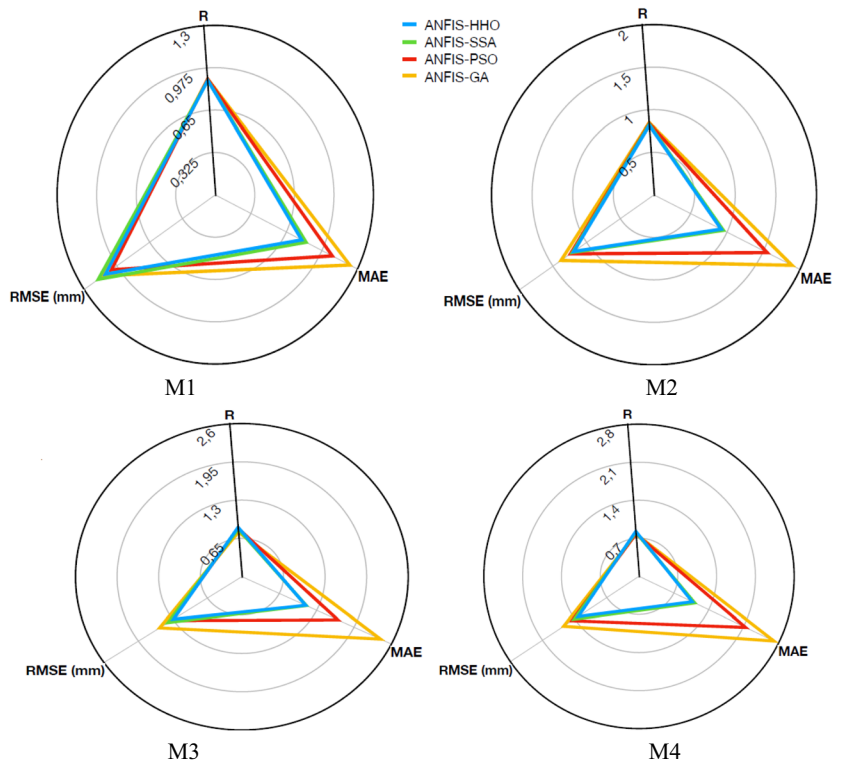 R
1,3
0,975
0,65
0,325
RMSE (mm)
MAE
M1
ANFIS-HHO
ANFIS-SSA
ANFIS-PSO
ANFIS-GA
R
2
1,5
1
0,5
RMSE (mm)
MAE
M2
R
2,6
1,95
1,3
0,65
RMSE (mm)
MAE
M3
R
2,8
2,1
1,4
0,7
RMSE (mm)
MAE
M4